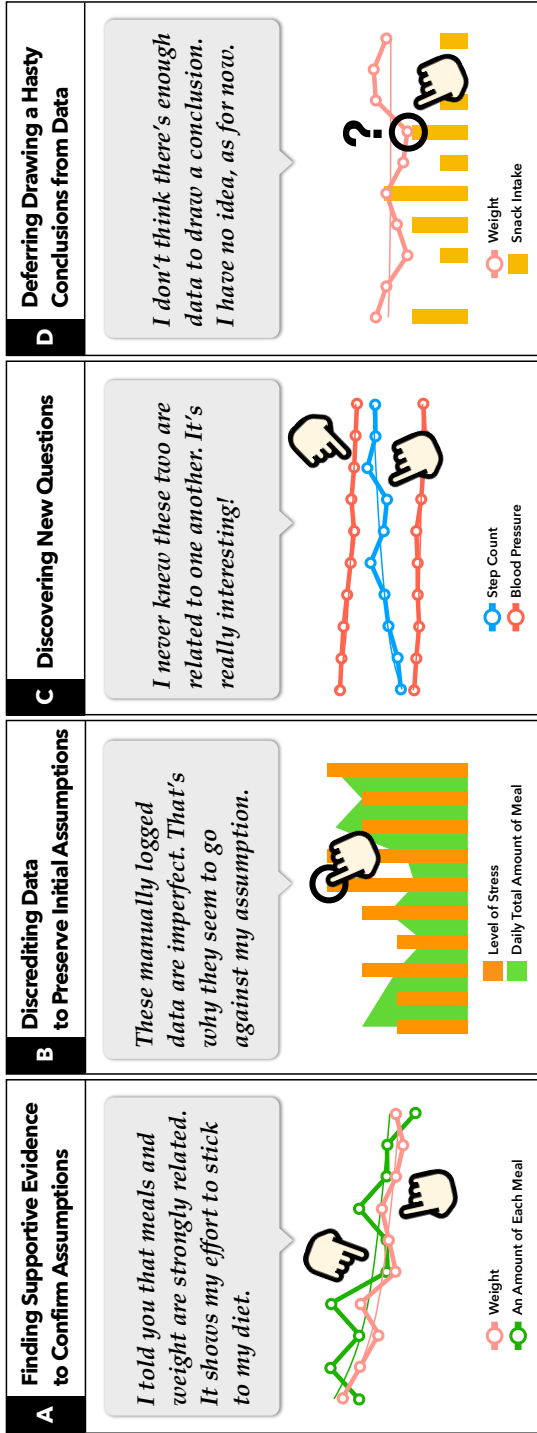 A
Finding Supportive Evidence
to Confirm Assumptions
I told you that meals and
weight are strongly related.
It shows my effort to stick
to my diet.
Weight
An Amount of Each Meal
B
Discrediting Data
to Preserve Initial Assumptions
These manually logged
data are imperfect. That's
why they seem to go
against my assumption.
Level of Stress
Daily Total Amount of Meal
C
Discovering New Questions
I never knew these two are
related to one another. It's
really interesting!
Step Count
Blood Pressure
D
Deferring Drawing a Hasty
Conclusions from Data
I don't think there's enough
data to draw a conclusion.
I have no idea, as for now.
?
Weight
Snack Intake